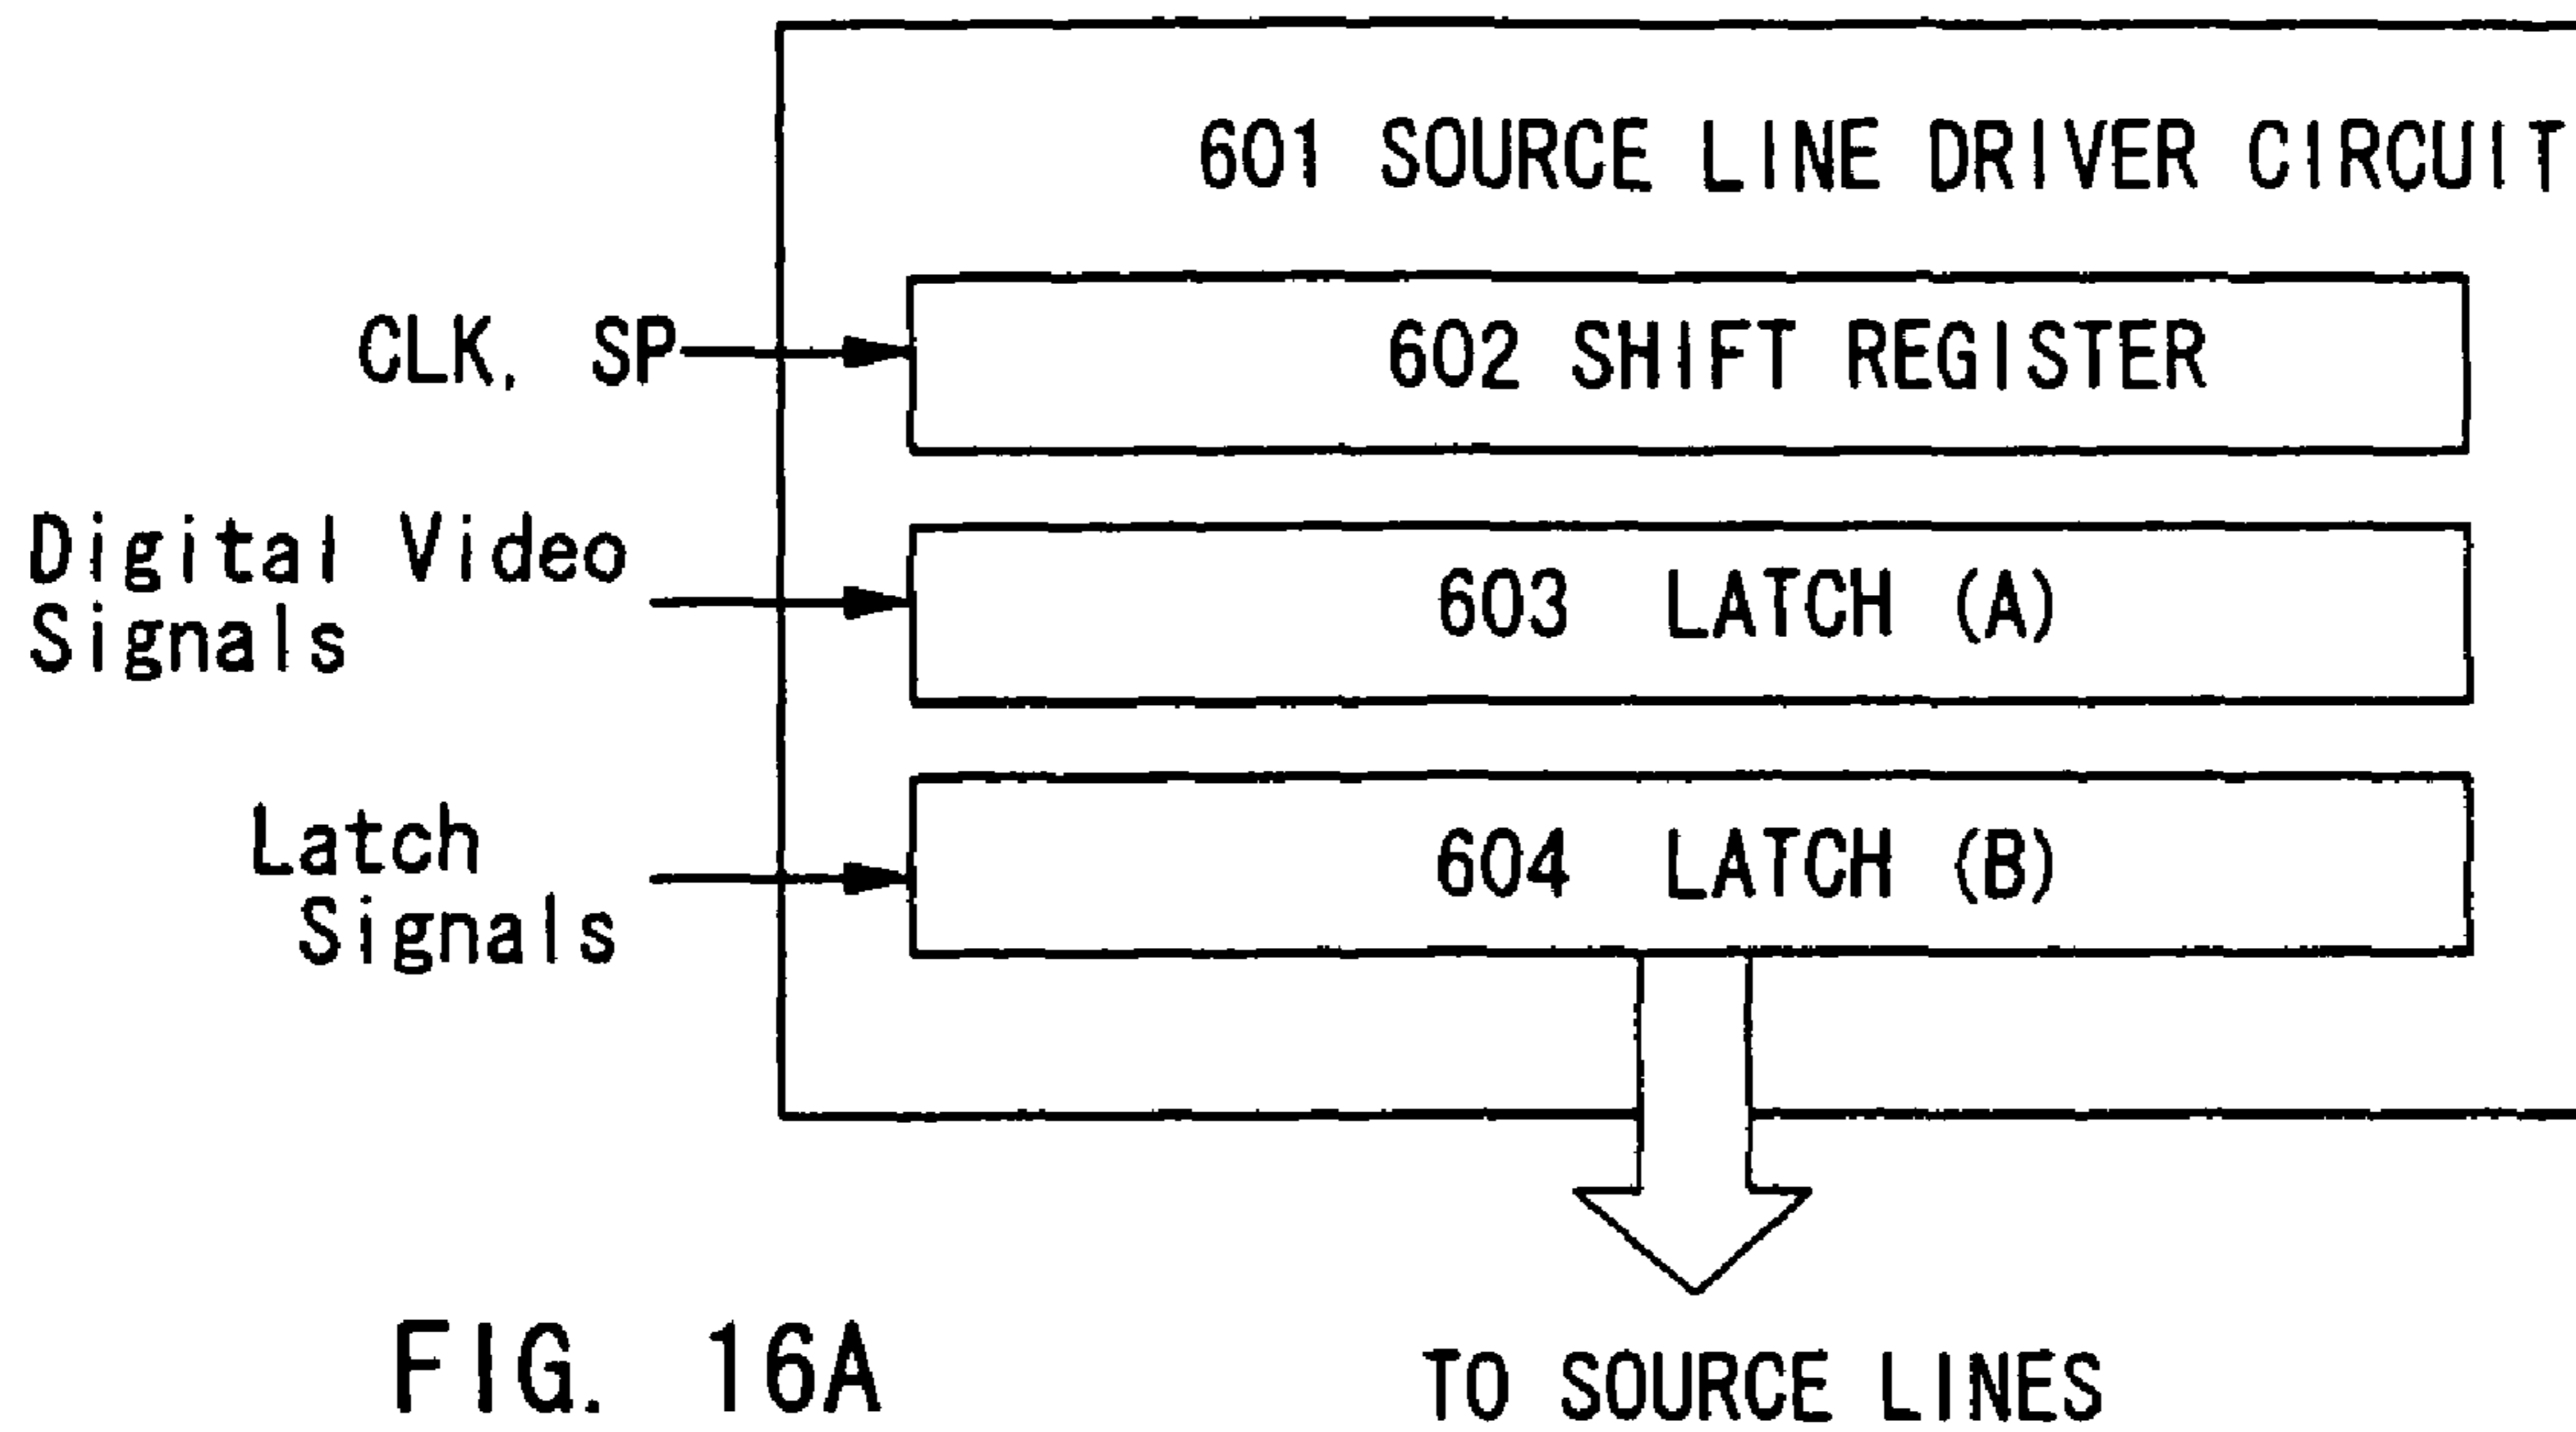 601 SOURCE LINE DRIVER CIRCUIT
CLK, SP
602 SHIFT REGISTER
Digital Video
Signals
603 LATCH (A)
Latch
Signals
604 LATCH (B)
TO SOURCE LINES
FIG. 16A